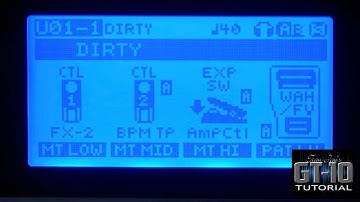 U01-1 DIRTY ♩40 A B
DIRTY
CTL CTL EXP
1 2 A SW
WAH
/FV
FX-2 BPM TP AmpCtl A
MT LOW MT MID MT HI
GT-10
TUTORIAL